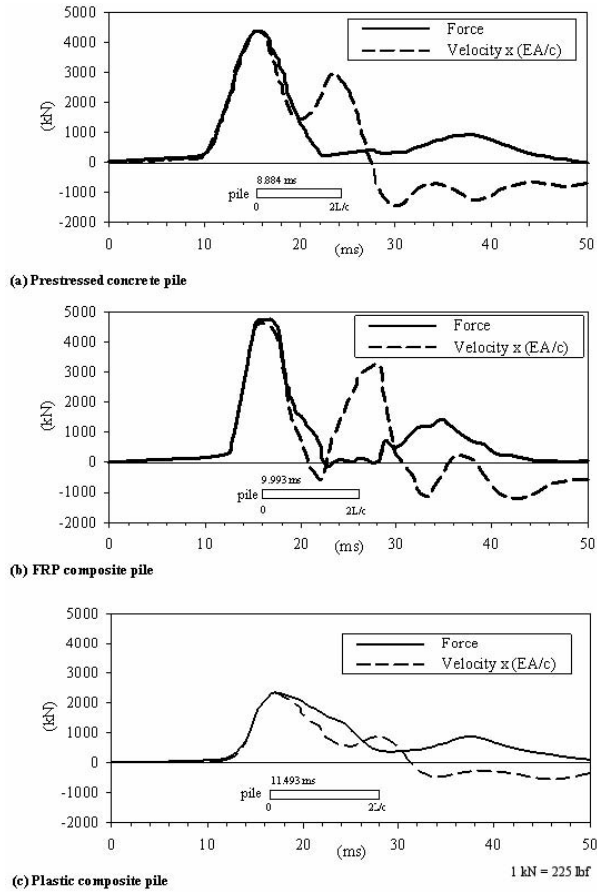 5000
4000
3000
2000
1000
0
-1000
-2000
(kN)
Force
Velocity x (EA/c)
8.884 ms
pile
0
2L/c
0
10
20
30
40
50
(ms)
(a) Prestressed concrete pile
5000
4000
3000
2000
1000
0
-1000
-2000
(kN)
Force
Velocity x (EA/c)
9.993 ms
pile
0
2L/c
0
10
20
30
40
50
(ms)
(b) FRP composite pile
5000
4000
3000
2000
1000
0
-1000
-2000
(kN)
Force
Velocity x (EA/c)
11.493 ms
pile
0
2L/c
0
10
20
30
40
50
(ms)
1 kN = 225 lbf
(c) Plastic composite pile